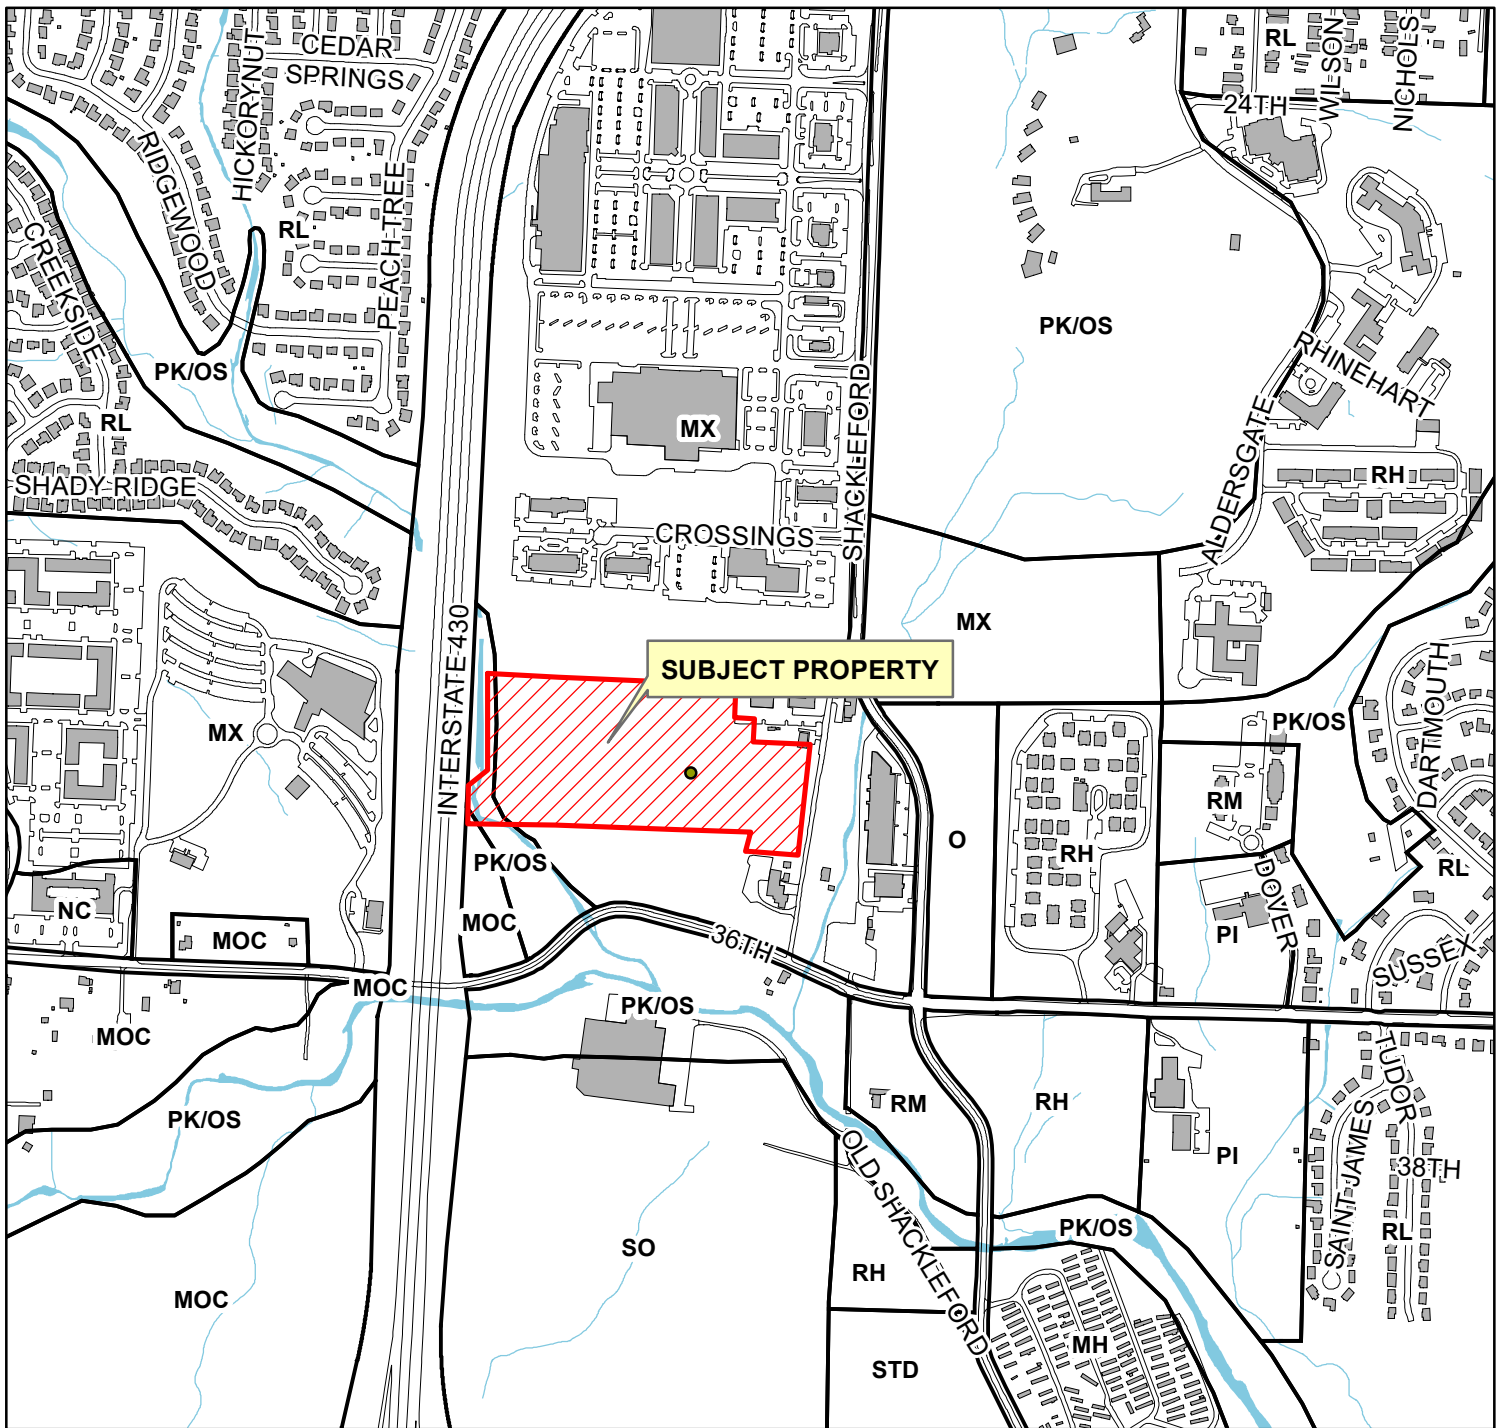 CEDAR
SPRINGS
HICKORYNUT
RIDGEWOOD
RL
PEACH TREE
CREEKSIDE
PK/OS
RL
SHADY RIDGE
RL
WILSON
NICHOLS
24TH
PK/OS
RHINEHART
MX
SHACKLEFORD
ALDERSGATE
RH
CROSSINGS
INTERSTATE 430
MX
SUBJECT PROPERTY
DARTMOUTH
PK/OS
MX
RM
O
RH
RL
PK/OS
DOVER
NC
MOC
MOC
36TH
PI
SUSSEX
MOC
PK/OS
MOC
TUDOR
PK/OS
RM
RH
OLD SHACKLEFORD
PI
SAINT JAMES
38TH
PK/OS
RL
SO
RH
MOC
MH
STD